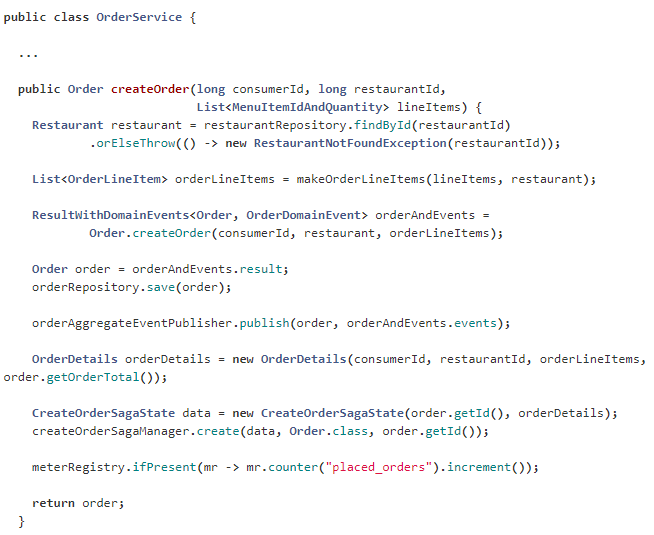 public class OrderService {
...
public Order createOrder(long consumerId, long restaurantId,
List<MenuItemIdAndQuantity> lineItems) {
Restaurant restaurant = restaurantRepository.findById(restaurantId)
.orElseThrow(() -> new RestaurantNotFoundException(restaurantId));
List<OrderLineItem> orderLineItems = makeOrderLineItems(lineItems, restaurant);
ResultWithDomainEvents<Order, OrderDomainEvent> orderAndEvents =
Order.createOrder(consumerId, restaurant, orderLineItems);
Order order = orderAndEvents.result;
orderRepository.save(order);
orderAggregateEventPublisher.publish(order, orderAndEvents.events);
OrderDetails orderDetails = new OrderDetails(consumerId, restaurantId, orderLineItems,
order.getOrderTotal());
CreateOrderSagaState data = new CreateOrderSagaState(order.getId(), orderDetails);
createOrderSagaManager.create(data, Order.class, order.getId());
meterRegistry.ifPresent(mr -> mr.counter("placed_orders").increment());
return order;
}